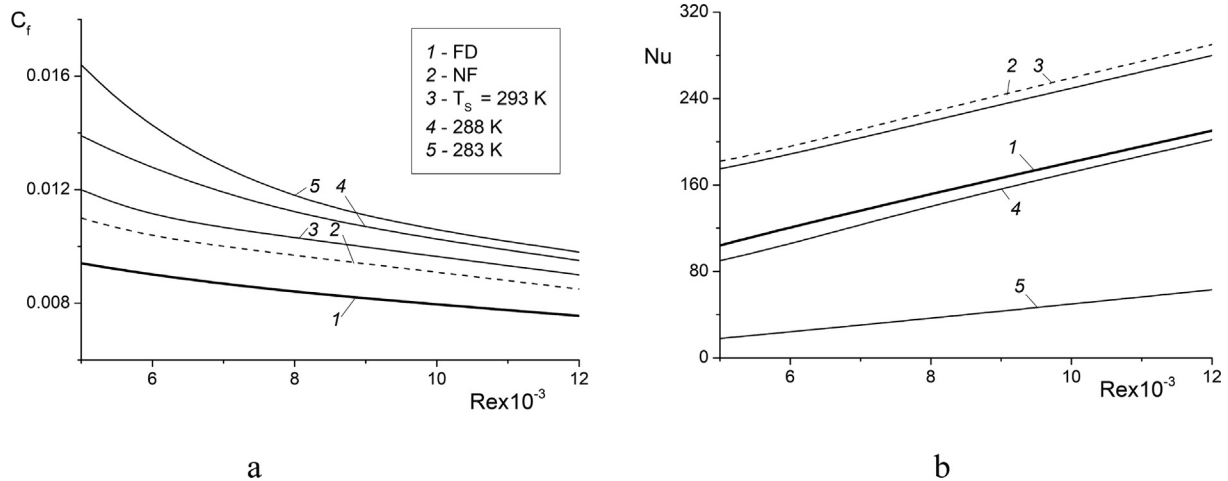 C_f
0.016
0.012
0.008
1 - FD
2 - NF
3 - T_S = 293 K
4 - 288 K
5 - 283 K
5 4
3 2
1
6 8 10 12
Rex10^-3
a
320
Nu
240
160
80
0
2 3
1
4
5
6 8 10 12
Rex10^-3
b